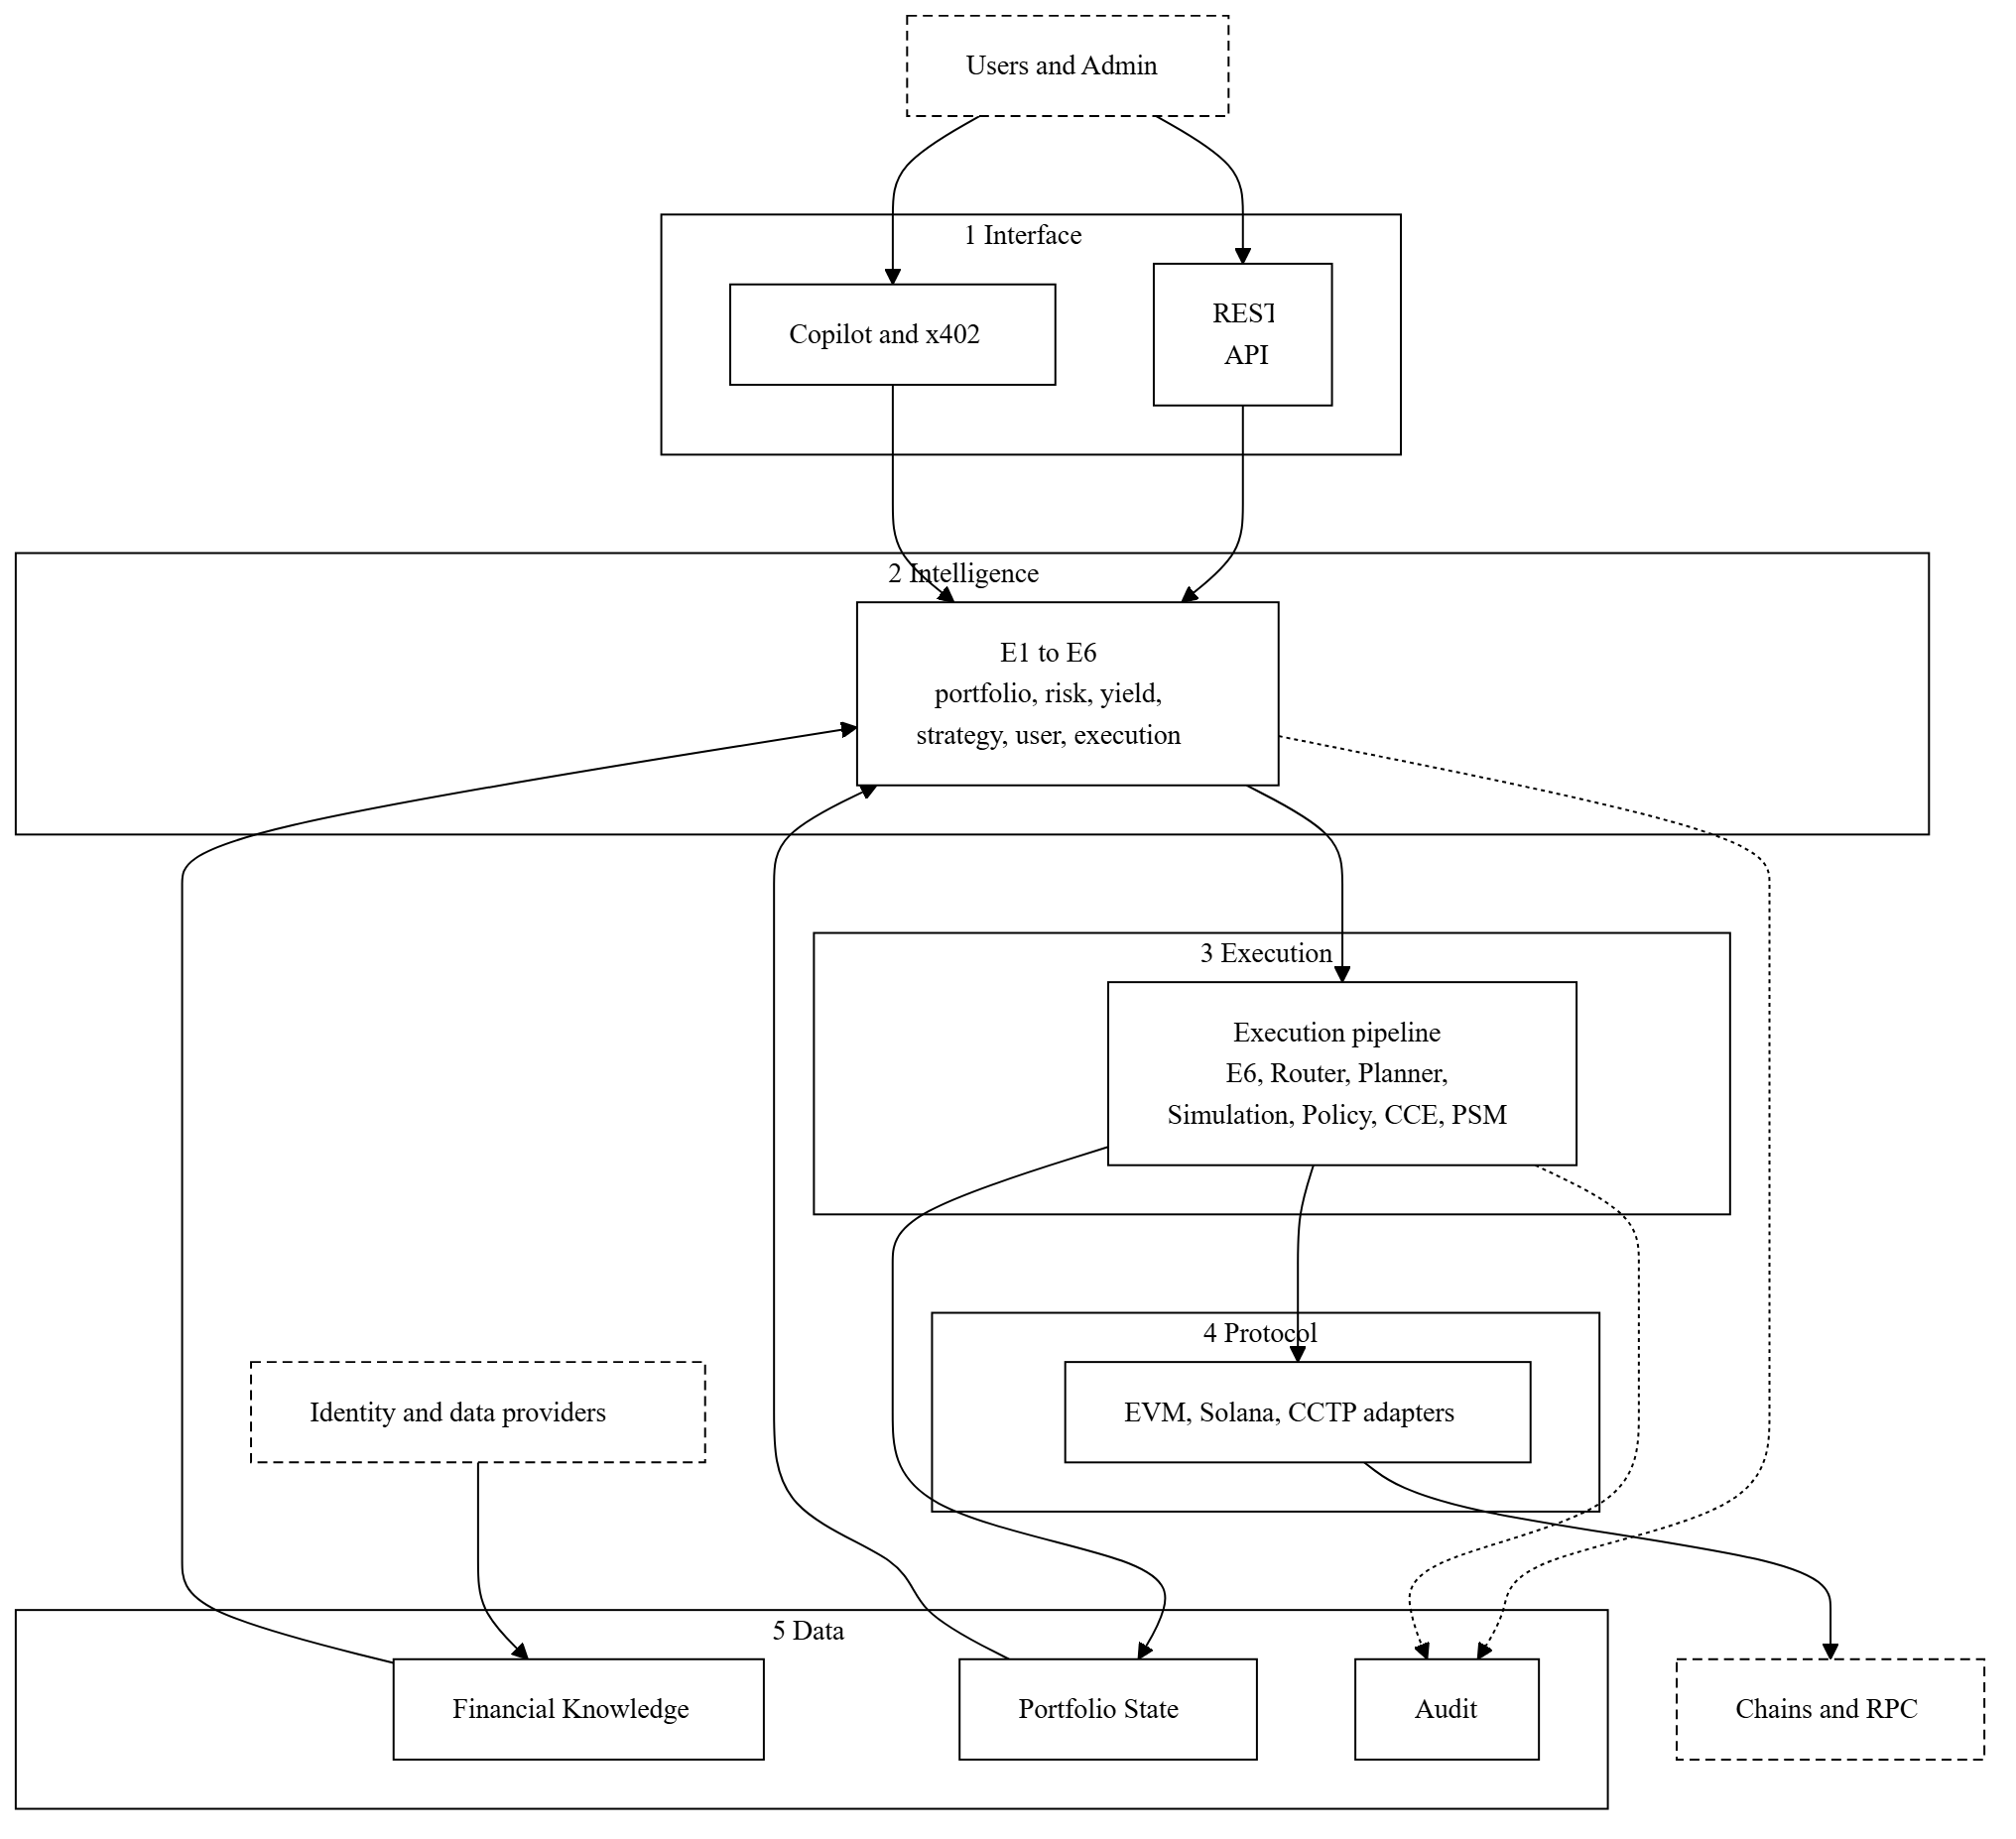 Users and Admin
1 Interface
Copilot and x402
REST
API
2 Intelligence
E1 to E6
portfolio, risk, yield,
strategy, user, execution
3 Execution
Execution pipeline
E6, Router, Planner,
Simulation, Policy, CCE, PSM
4 Protocol
Identity and data providers
EVM, Solana, CCTP adapters
5 Data
Financial Knowledge
Portfolio State
Audit
Chains and RPC